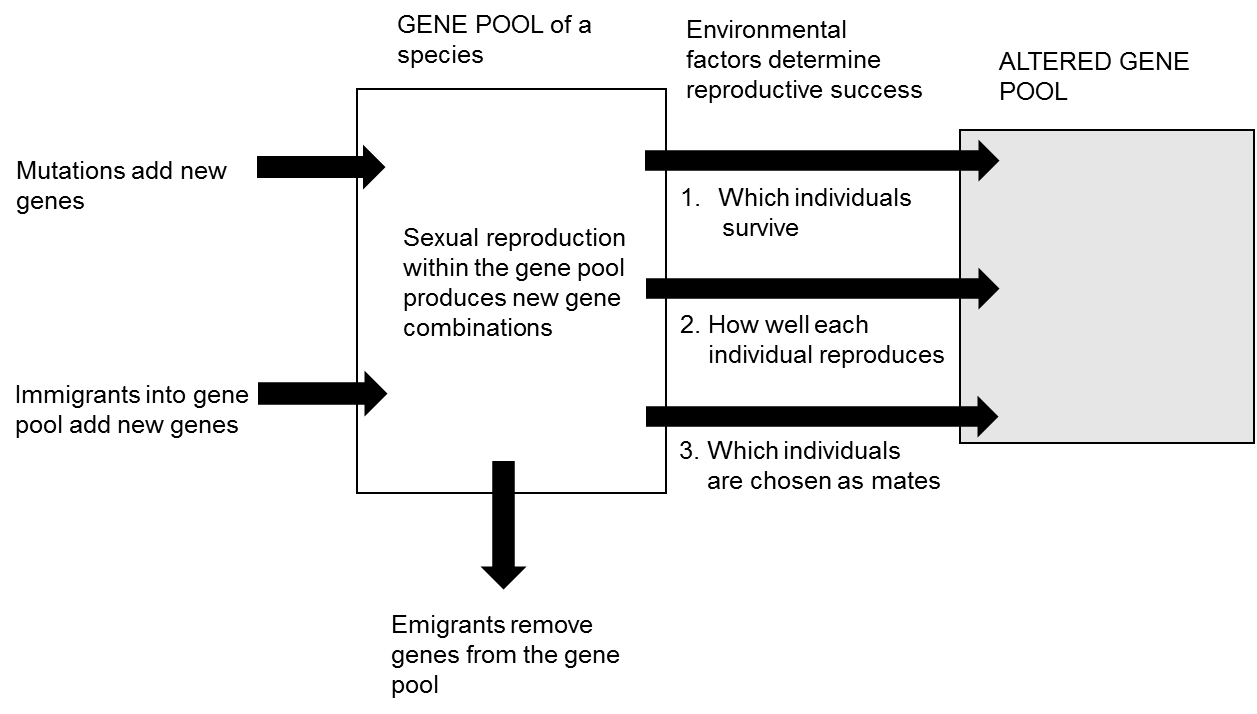 GENE POOL of a
species
Environmental
factors determine
reproductive success
ALTERED GENE
POOL
Mutations add new
genes
Immigrants into gene
pool add new genes
Sexual reproduction
within the gene pool
produces new gene
combinations
1. Which individuals
survive
2. How well each
individual reproduces
3. Which individuals
are chosen as mates
Emigrants remove
genes from the gene
pool